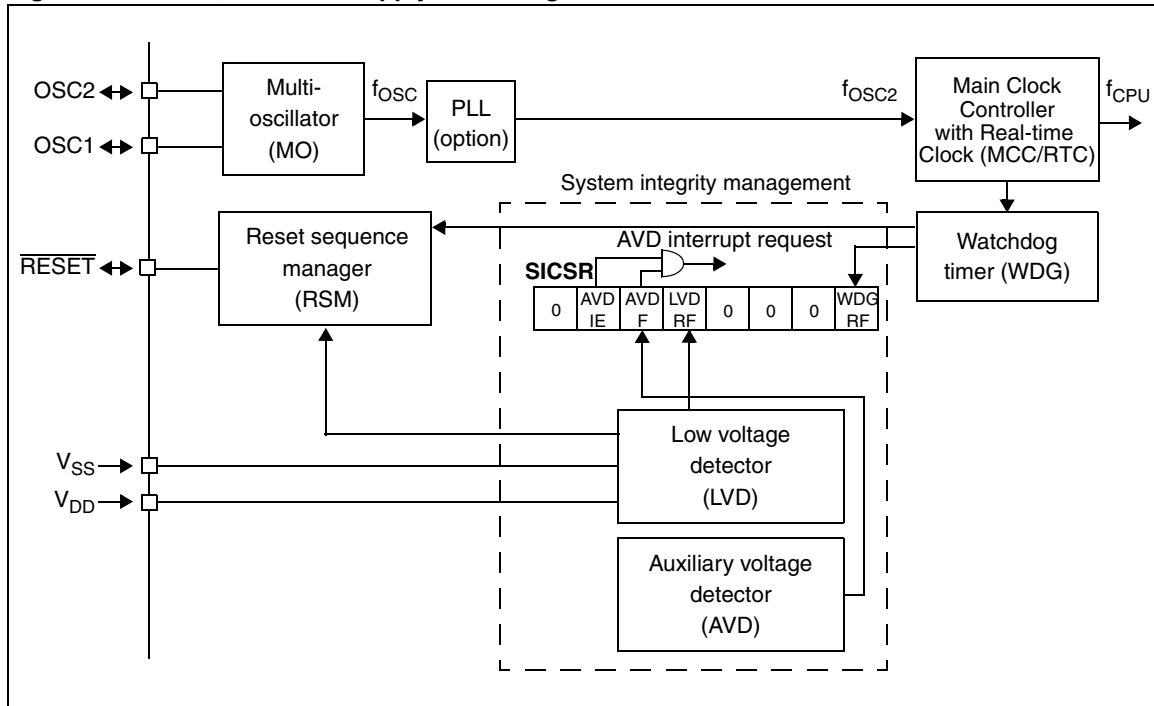 OSC2
OSC1
Multi-
oscillator
(MO)
fOSC
PLL
(option)
fOSC2
Main Clock
Controller
with Real-time
Clock (MCC/RTC)
fCPU
System integrity management
RESET
Reset sequence
manager
(RSM)
AVD interrupt request
Watchdog
timer (WDG)
SICSR
0 AVD IE AVD F LVD RF 0 0 0 WDG RF
Low voltage
detector
(LVD)
VSS
VDD
Auxiliary voltage
detector
(AVD)